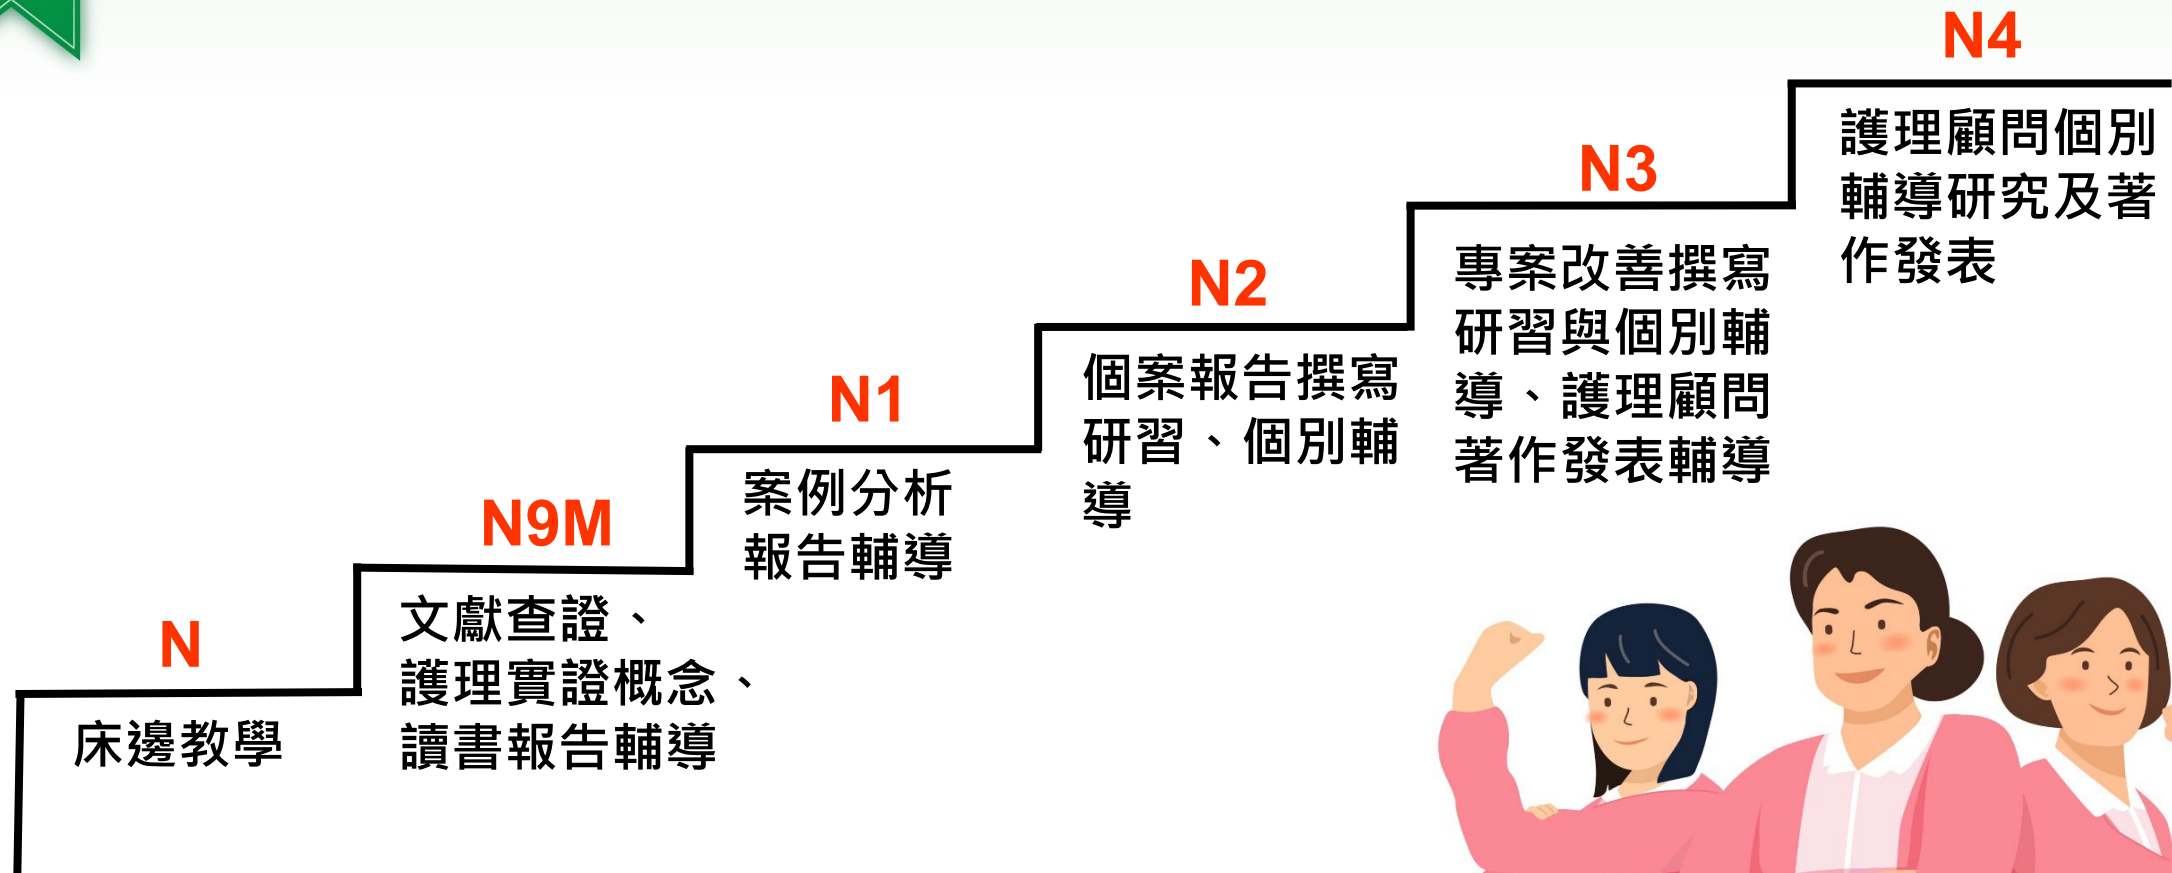 N
床邊教學
N9M
文獻查證、
護理實證概念、
讀書報告輔導
N1
案例分析
報告輔導
N2
個案報告撰寫
研習、個別輔
導
N3
專案改善撰寫
研習與個別輔
導、護理顧問
著作發表輔導
N4
護理顧問個別
輔導研究及著
作發表